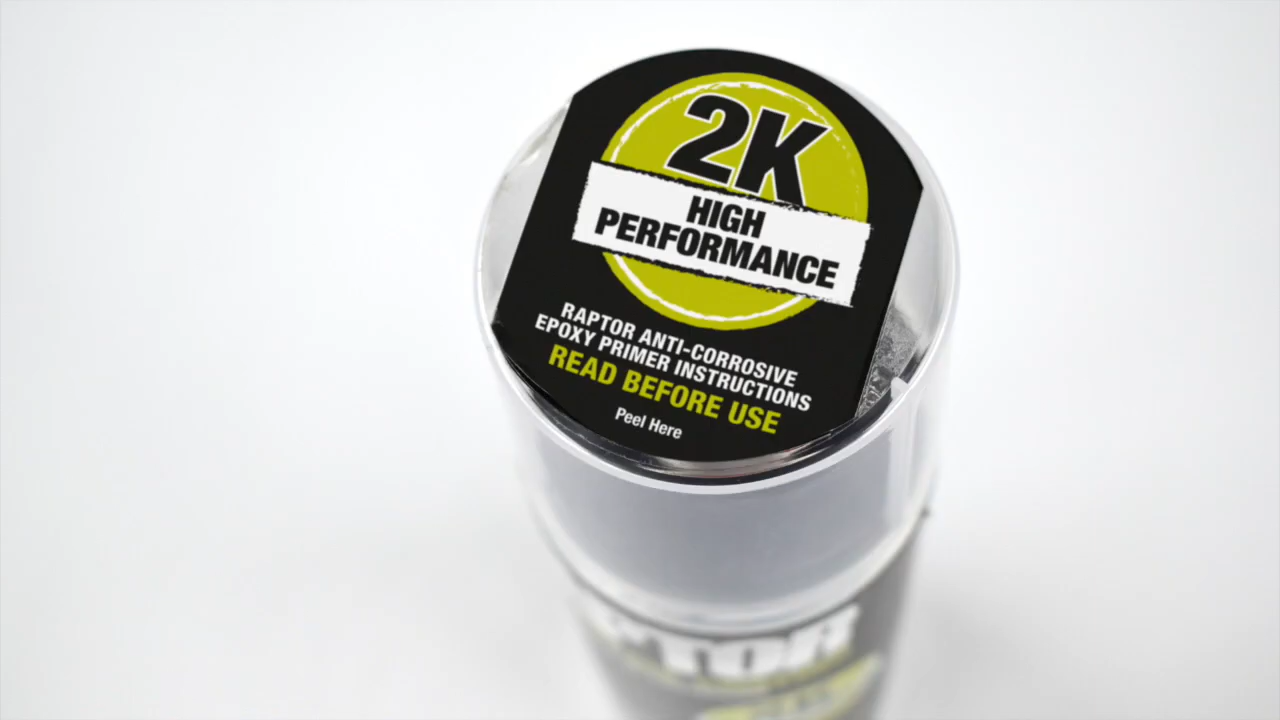 2K
HIGH
PERFORMANCE
RAPTOR ANTI-CORROSIVE
EPOXY PRIMER INSTRUCTIONS
READ BEFORE USE
Peel Here